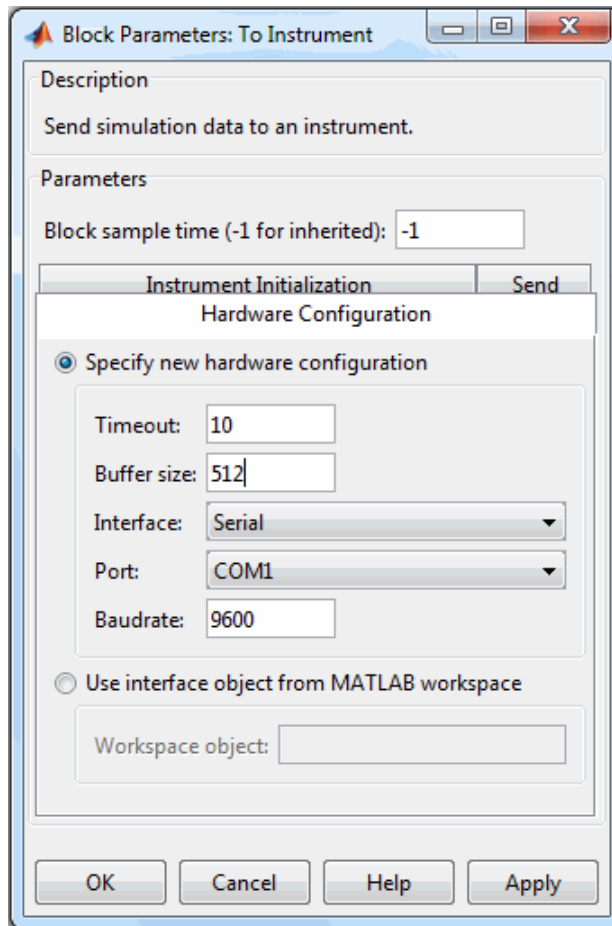 Block Parameters: To Instrument
Description
Send simulation data to an instrument.
Parameters
Block sample time (-1 for inherited): -1
Instrument Initialization Send
Hardware Configuration
Specify new hardware configuration
Timeout: 10
Buffer size: 512
Interface: Serial
Port: COM1
Baudrate: 9600
Use interface object from MATLAB workspace
Workspace object:
OK Cancel Help Apply